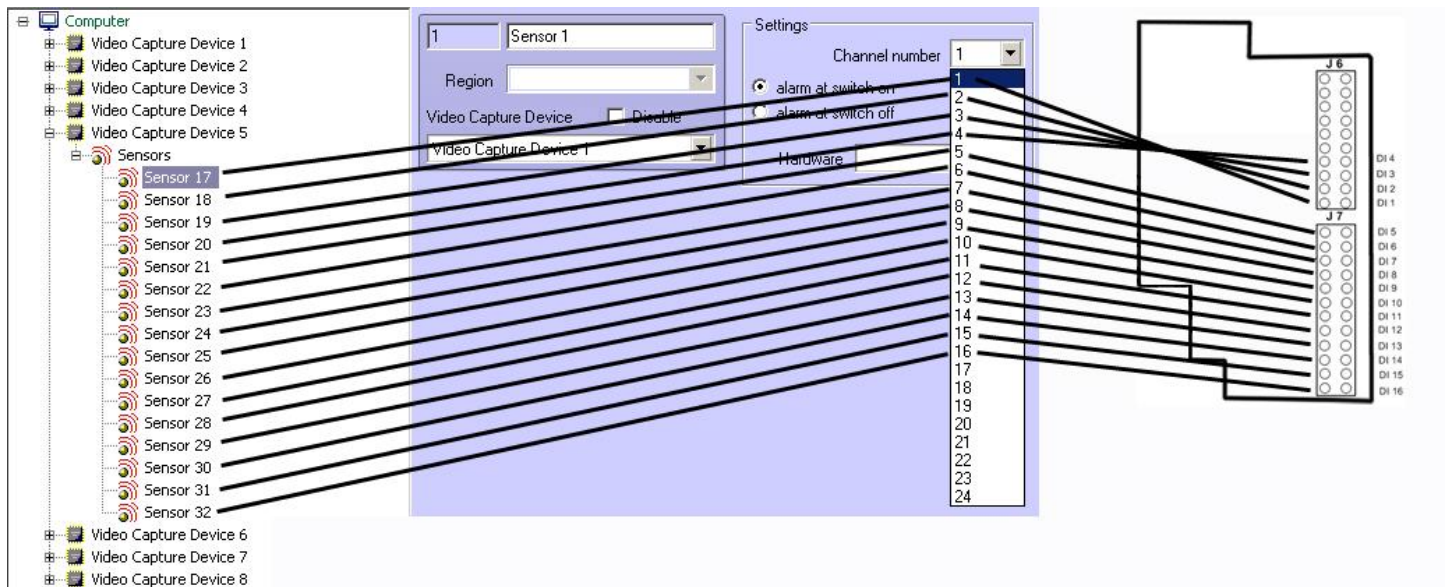 Computer
Video Capture Device 1
Video Capture Device 2
Video Capture Device 3
Video Capture Device 4
Video Capture Device 5
Sensors
Sensor 17
Sensor 18
Sensor 19
Sensor 20
Sensor 21
Sensor 22
Sensor 23
Sensor 24
Sensor 25
Sensor 26
Sensor 27
Sensor 28
Sensor 29
Sensor 30
Sensor 31
Sensor 32
Video Capture Device 6
Video Capture Device 7
Video Capture Device 8
1 Sensor 1
Region
Video Capture Device Disable
Video Capture Device 1
Settings
Channel number 1
alarm at switch on
alarm at switch off
Hardware
1
2
3
4
5
6
7
8
9
10
11
12
13
14
15
16
17
18
19
20
21
22
23
24
J 6
DI 4
DI 3
DI 2
DI 1
J 7
DI 5
DI 6
DI 7
DI 8
DI 9
DI 10
DI 11
DI 12
DI 13
DI 14
DI 15
DI 16